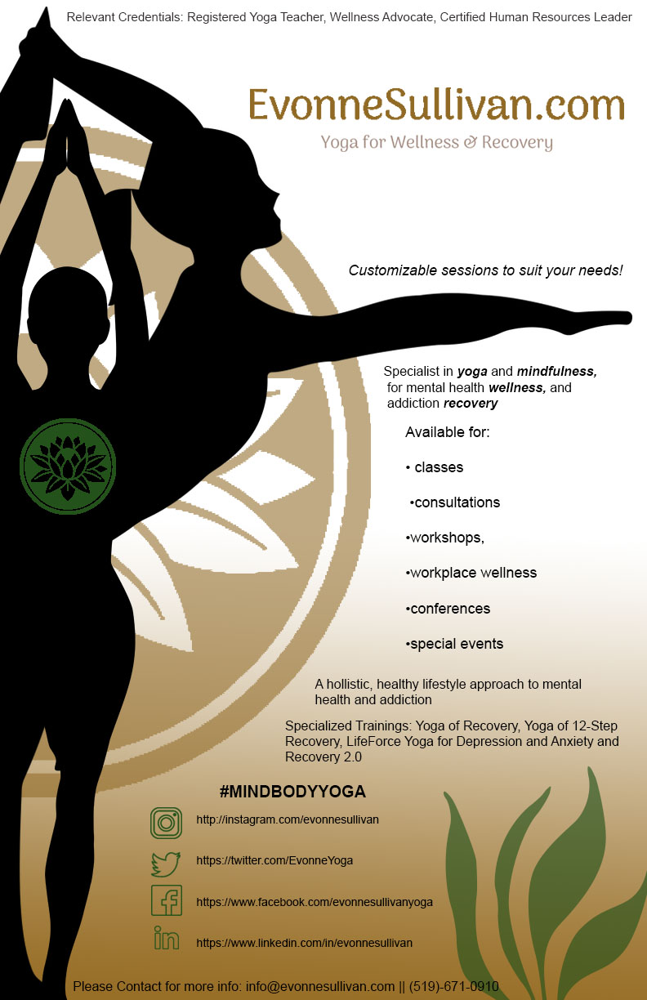 Relevant Credentials: Registered Yoga Teacher, Wellness Advocate, Certified Human Resources Leader
EvonneSullivan.com
Yoga for Wellness & Recovery
Customizable sessions to suit your needs!
Specialist in yoga and mindfulness,
for mental health wellness, and
addiction recovery
Available for:
• classes
•consultations
•workshops,
•workplace wellness
•conferences
•special events
A hollistic, healthy lifestyle approach to mental
health and addiction
Specialized Trainings: Yoga of Recovery, Yoga of 12-Step
Recovery, LifeForce Yoga for Depression and Anxiety and
Recovery 2.0
#MINDBODYYOGA
http://instagram.com/evonnesullivan
https://twitter.com/EvonneYoga
https://www.facebook.com/evonnesullivanyoga
in
https://www.linkedin.com/in/evonnesullivan
Please Contact for more info: info@evonnesullivan.com || (519)-671-0910